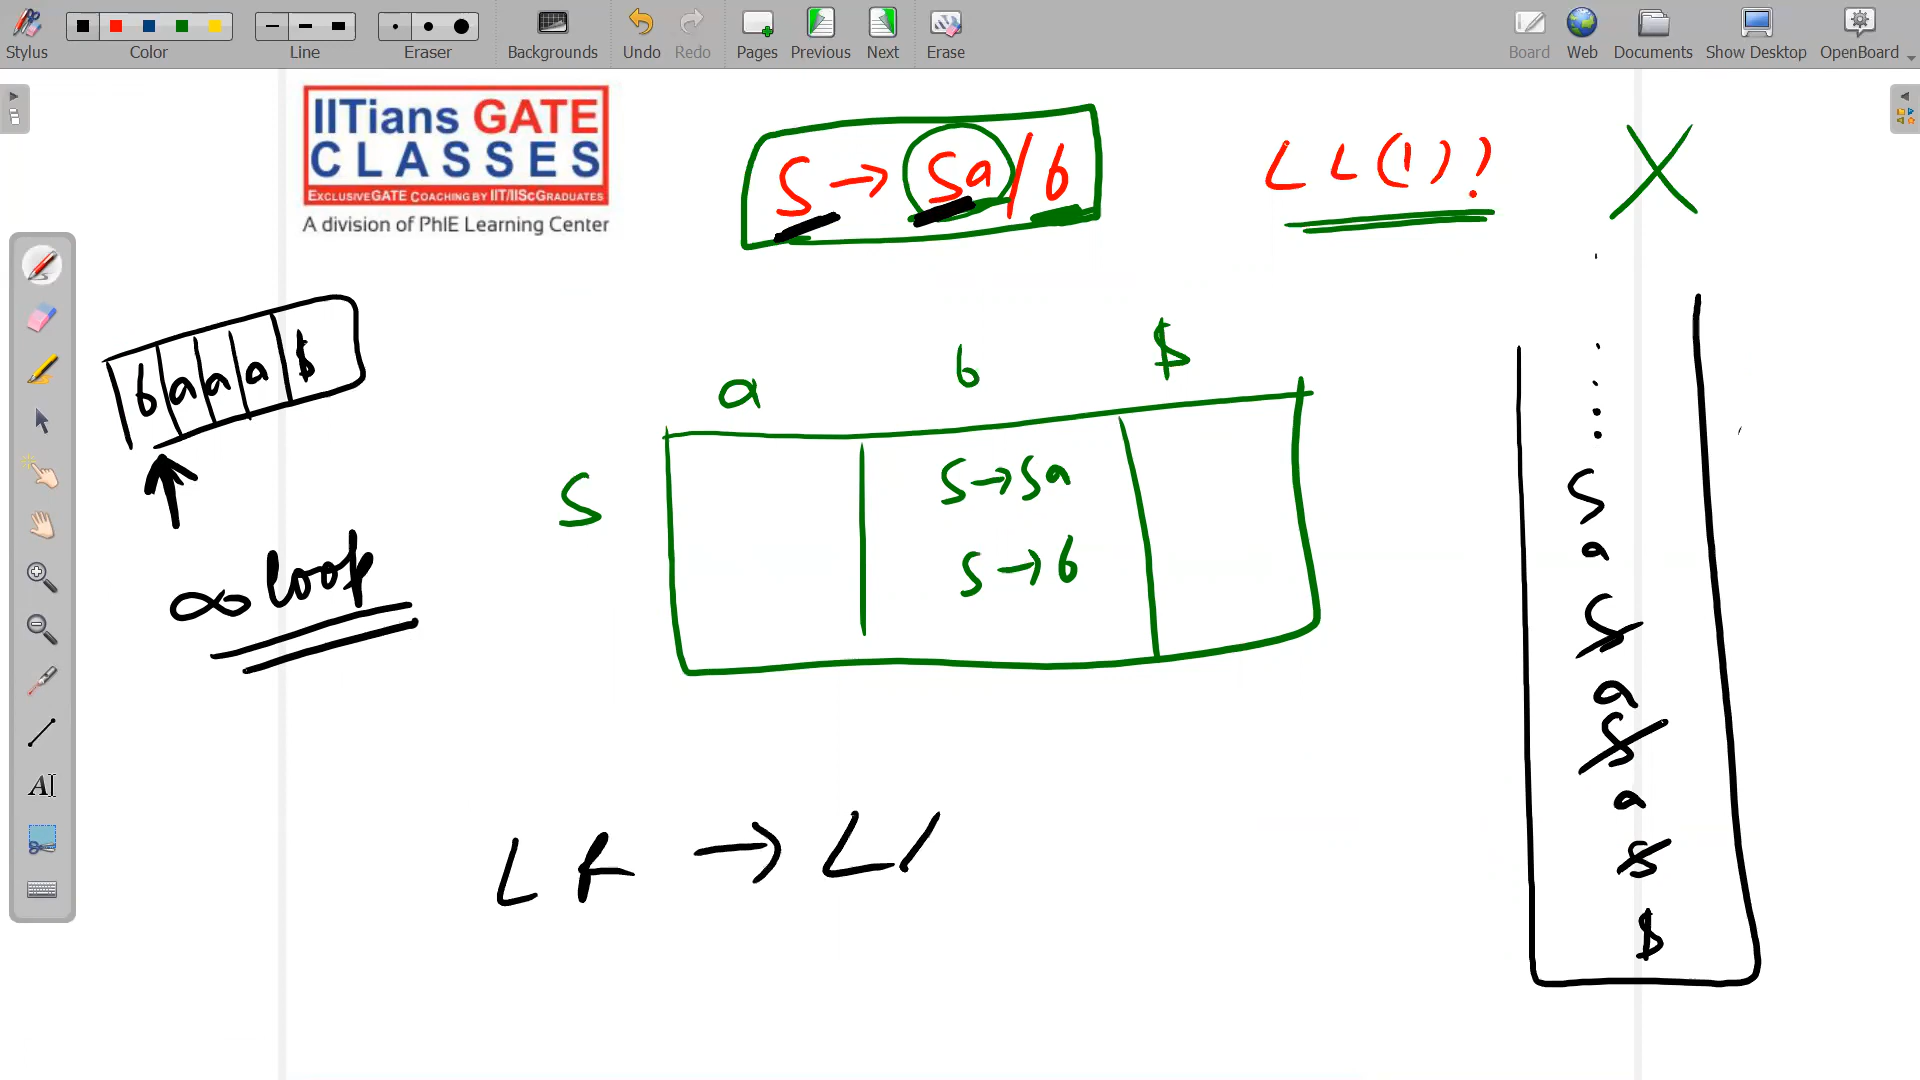 Stylus Color Line Eraser Backgrounds Undo Redo Pages Previous Next Erase Board Web Documents Show Desktop OpenBoard
IITians GATE
CLASSES
EXCLUSIVE GATE COACHING BY IIT/IISc GRADUATES
A division of PhIE Learning Center
S → Sa / b
LL(1)?
b a a a $
∞ loop
a b $
S
S → Sa
S → b
S
a
S
a
S
a
S
$
LR →